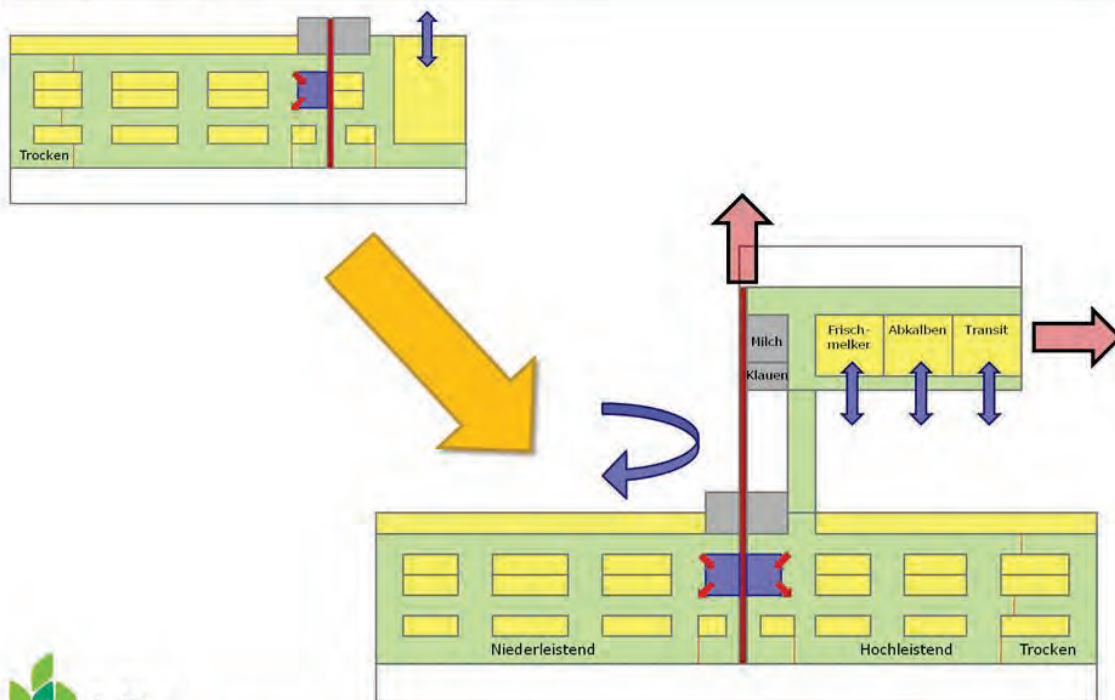 Trocken
Milch
Klauen
Frisch-
melker
Abkalben
Transit
Niederleistend
Hochleistend
Trocken